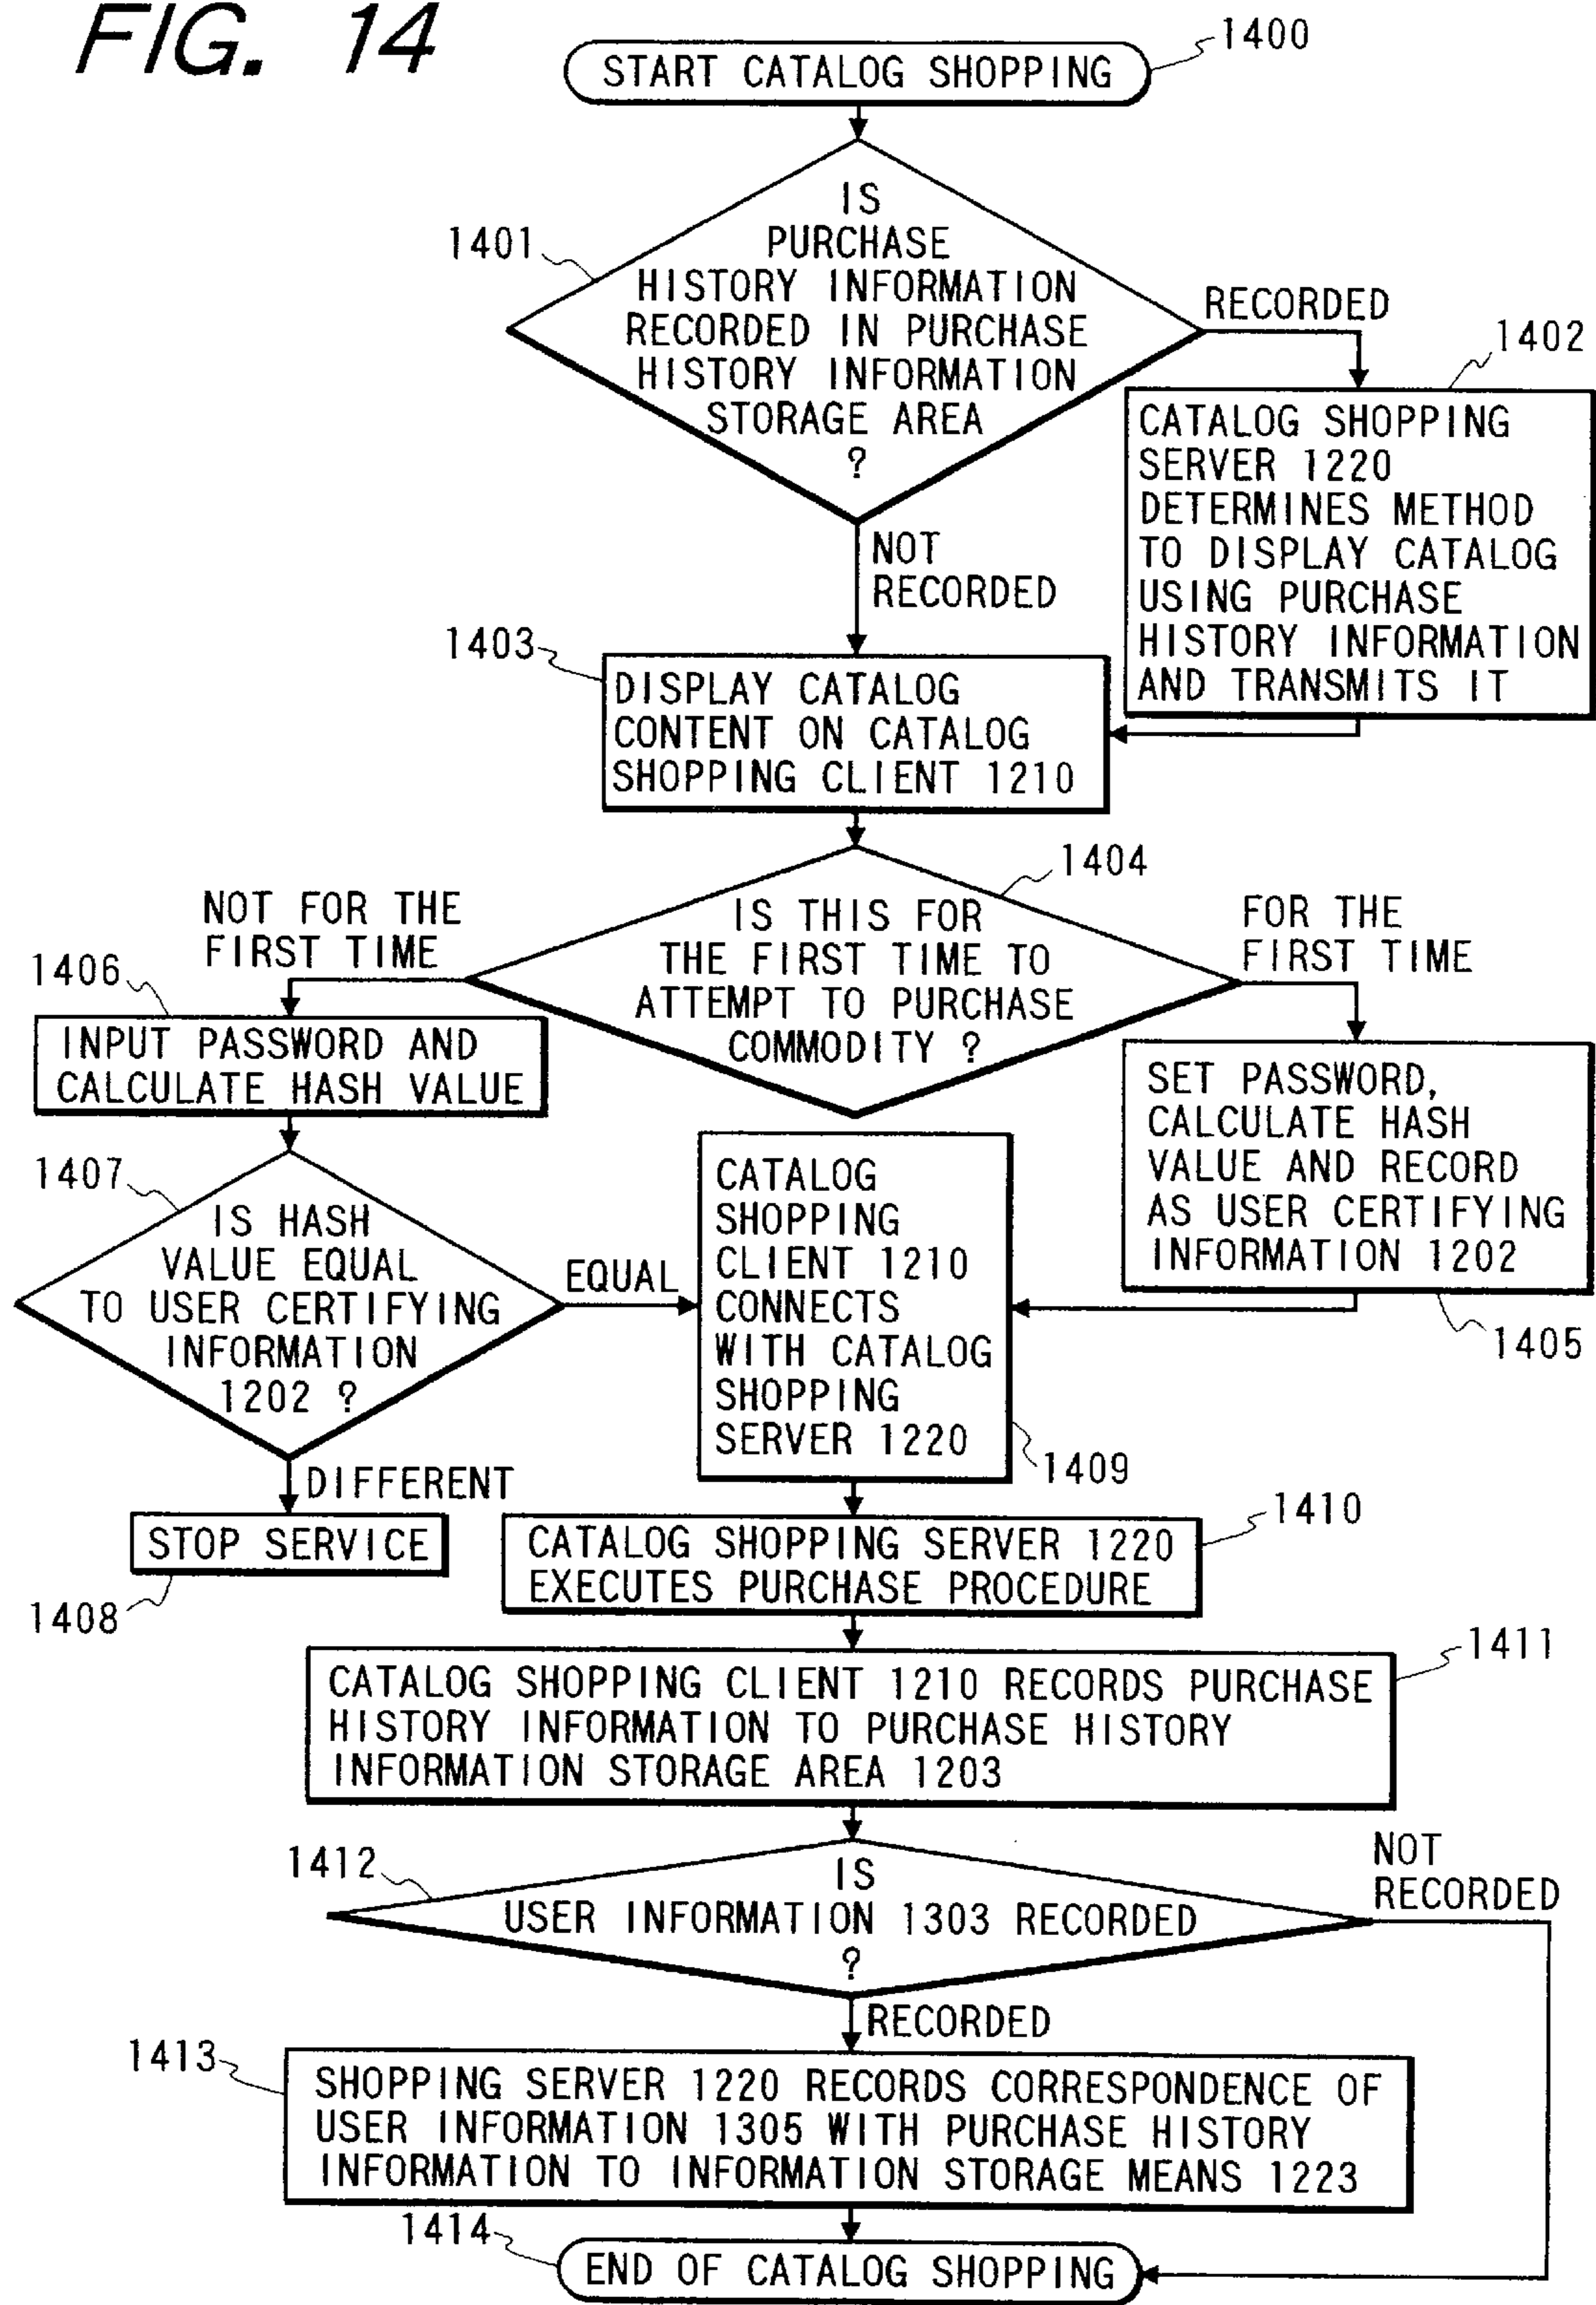 FIG. 14
START CATALOG SHOPPING
1400
1401
IS
PURCHASE
HISTORY INFORMATION
RECORDED IN PURCHASE
HISTORY INFORMATION
STORAGE AREA
?
RECORDED
1402
CATALOG SHOPPING
SERVER 1220
DETERMINES METHOD
TO DISPLAY CATALOG
USING PURCHASE
HISTORY INFORMATION
AND TRANSMITS IT
NOT
RECORDED
1403
DISPLAY CATALOG
CONTENT ON CATALOG
SHOPPING CLIENT 1210
1404
IS THIS FOR
THE FIRST TIME TO
ATTEMPT TO PURCHASE
COMMODITY ?
NOT FOR THE
FIRST TIME
FOR THE
FIRST TIME
1406
INPUT PASSWORD AND
CALCULATE HASH VALUE
SET PASSWORD,
CALCULATE HASH
VALUE AND RECORD
AS USER CERTIFYING
INFORMATION 1202
1405
1407
IS HASH
VALUE EQUAL
TO USER CERTIFYING
INFORMATION
1202 ?
EQUAL
CATALOG
SHOPPING
CLIENT 1210
CONNECTS
WITH CATALOG
SHOPPING
SERVER 1220
1409
DIFFERENT
STOP SERVICE
1408
1410
CATALOG SHOPPING SERVER 1220
EXECUTES PURCHASE PROCEDURE
1411
CATALOG SHOPPING CLIENT 1210 RECORDS PURCHASE
HISTORY INFORMATION TO PURCHASE HISTORY
INFORMATION STORAGE AREA 1203
1412
IS
USER INFORMATION 1303 RECORDED
?
NOT
RECORDED
RECORDED
1413
SHOPPING SERVER 1220 RECORDS CORRESPONDENCE OF
USER INFORMATION 1305 WITH PURCHASE HISTORY
INFORMATION TO INFORMATION STORAGE MEANS 1223
1414
END OF CATALOG SHOPPING